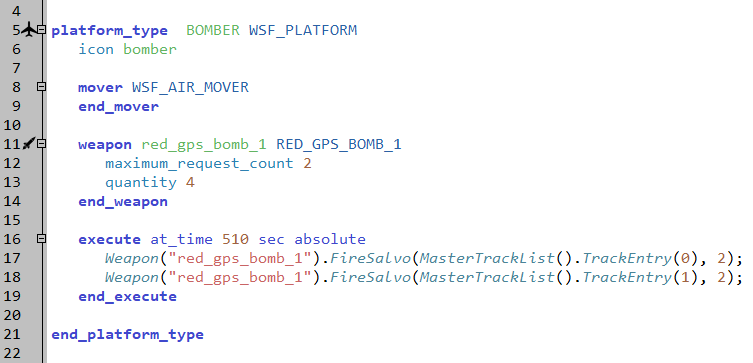 4
5 platform_type  BOMBER WSF_PLATFORM
6    icon bomber
7
8    mover WSF_AIR_MOVER
9    end_mover
10
11    weapon red_gps_bomb_1 RED_GPS_BOMB_1
12       maximum_request_count 2
13       quantity 4
14    end_weapon
15
16    execute at_time 510 sec absolute
17       Weapon("red_gps_bomb_1").FireSalvo(MasterTrackList().TrackEntry(0), 2);
18       Weapon("red_gps_bomb_1").FireSalvo(MasterTrackList().TrackEntry(1), 2);
19    end_execute
20
21 end_platform_type
22